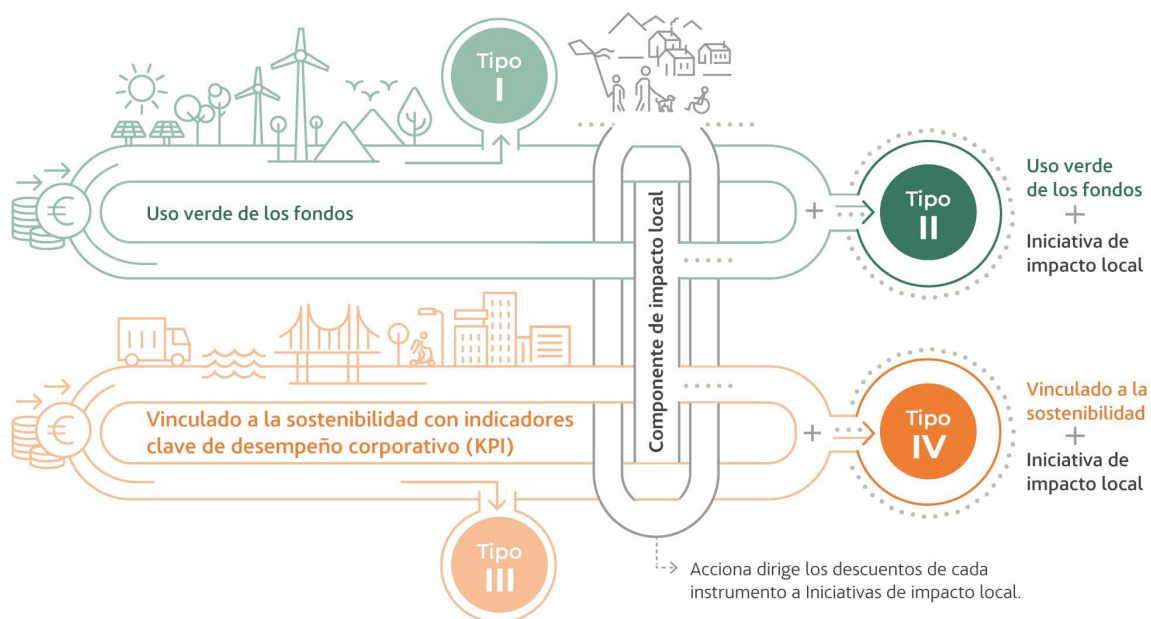 Tipo
I
€
Uso verde de los fondos
Componente de impacto local
+
Tipo
II
Uso verde
de los fondos
+
Iniciativa de
impacto local
€
Vinculado a la sostenibilidad con indicadores
clave de desempeño corporativo (KPI)
+
Tipo
IV
Vinculado a la
sostenibilidad
+
Iniciativa de
impacto local
Tipo
III
Acciona dirige los descuentos de cada
instrumento a Iniciativas de impacto local.